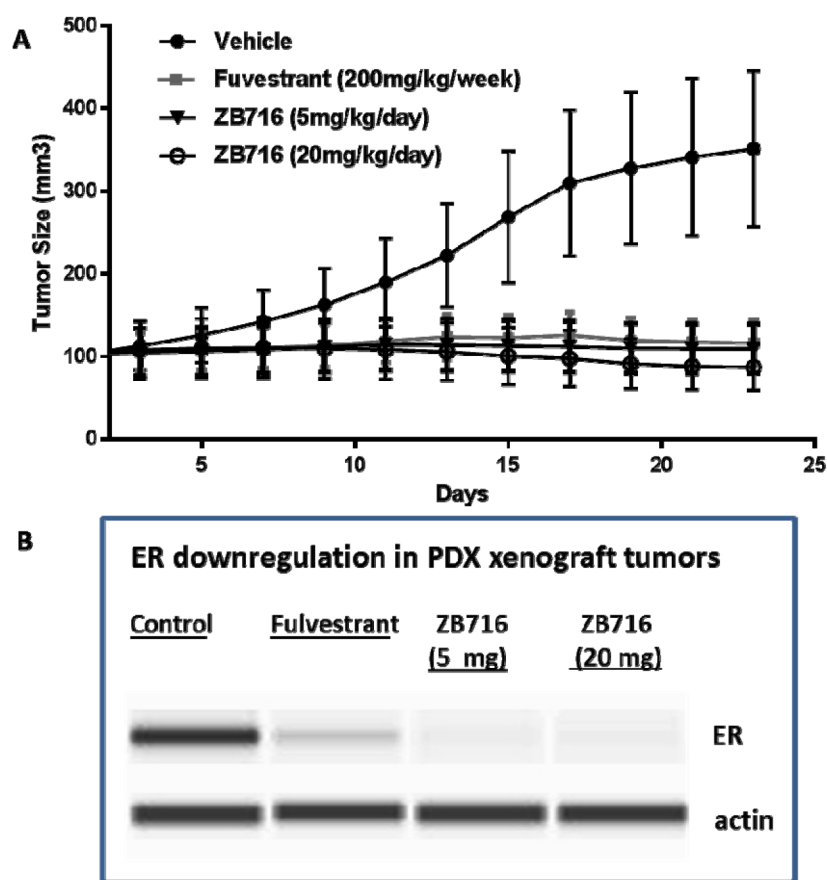 A
500
400
300
200
100
0
Tumor Size (mm3)
Vehicle
Fuvestrant (200mg/kg/week)
ZB716 (5mg/kg/day)
ZB716 (20mg/kg/day)
5
10
15
20
25
Days
B
ER downregulation in PDX xenograft tumors
Control
Fulvestrant
ZB716
(5 mg)
ZB716
(20 mg)
ER
actin